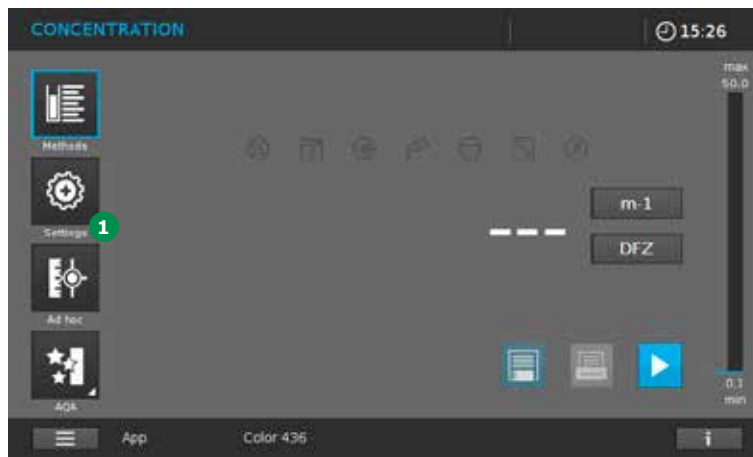 CONCENTRATION
15:26
max
50.0
Methods
Settings
1
m-1
DFZ
Ad hoc
AQA
0.1
min
App
Color 436
i